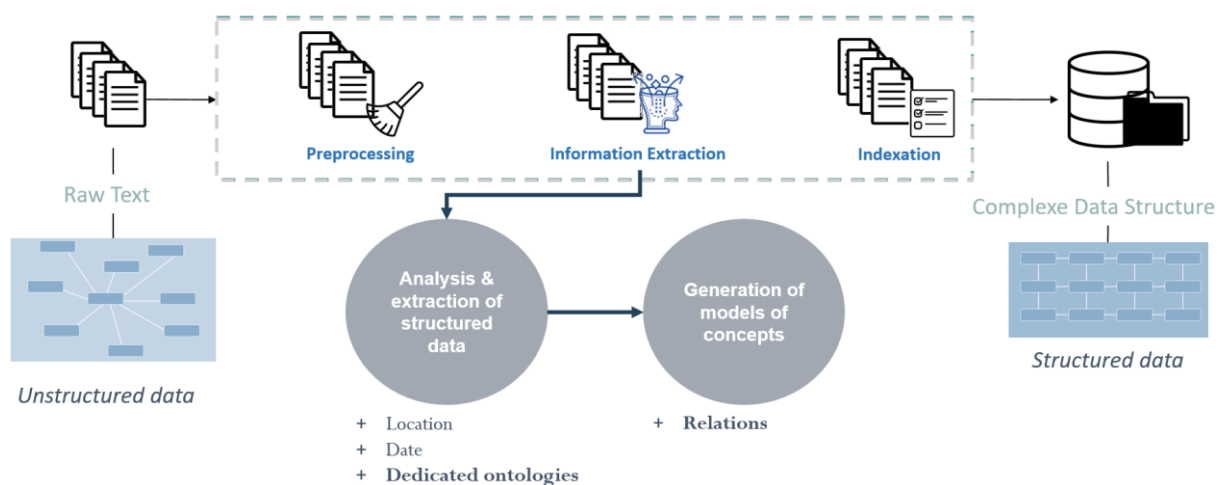 Preprocessing
Information Extraction
Indexation
Raw Text
Complexe Data Structure
Analysis &
extraction of
structured
data
Generation of
models of
concepts
Unstructured data
Structured data
+ Location
+ Date
+ Dedicated ontologies
+ Relations